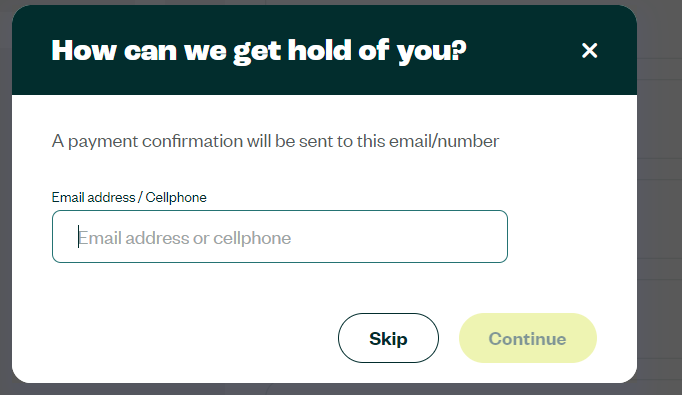 How can we get hold of you?
A payment confirmation will be sent to this email/number
Email address / Cellphone
Email address or cellphone
Skip
Continue